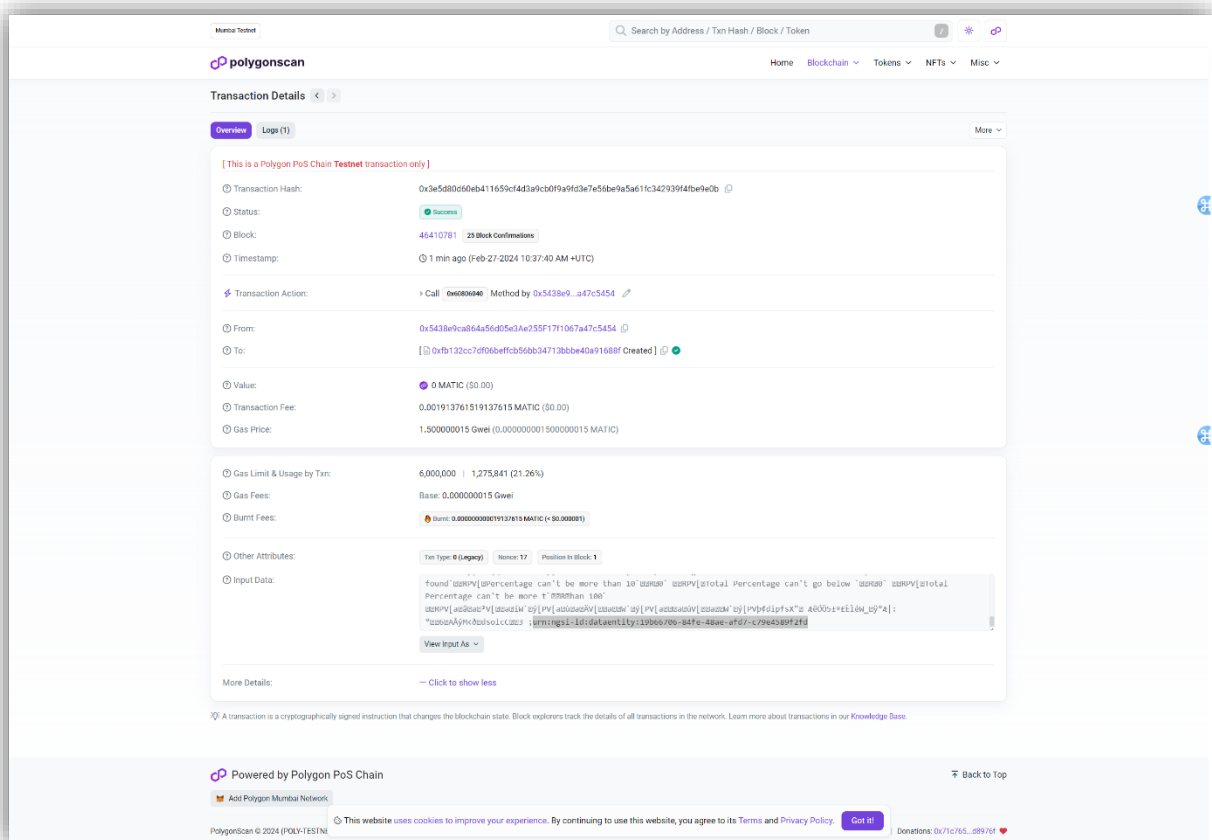 Mumbai Testnet
Search by Address / Txn Hash / Block / Token
/
polygonscan
Home Blockchain Tokens NFTs Misc
Transaction Details
Overview Logs (1) More
[ This is a Polygon PoS Chain Testnet transaction only ]
Transaction Hash: 0x3e5d80d60eb411659cf4d3a9cb0f9a9fd3e7e56be9a5a61fc342939f4fbe9e0b
Status: Success
Block: 46410781 25 Block Confirmations
Timestamp: 1 min ago (Feb-27-2024 10:37:40 AM +UTC)
Transaction Action: Call 0x60806040 Method by 0x5438e9...a47c5454
From: 0x5438e9ca864a56d05e3Ae255F17f1067a47c5454
To: [ 0xfb132cc7df06beffcb56bb34713bbbe40a91688f Created ]
Value: 0 MATIC ($0.00)
Transaction Fee: 0.001913761519137615 MATIC ($0.00)
Gas Price: 1.500000015 Gwei (0.000000001500000015 MATIC)
Gas Limit & Usage by Txn: 6,000,000 | 1,275,841 (21.26%)
Gas Fees: Base: 0.000000015 Gwei
Burnt Fees: Burnt: 0.000000000019137615 MATIC (< $0.000001)
Other Attributes: Txn Type: 0 (Legacy) Nonce: 17 Position In Block: 1
Input Data:
found Percentage can't be more than 10 Total Percentage can't go below Total
Percentage can't be more t han 100
urn:ngsi-ld:dataentity:19b66706-84fe-48ae-afd7-c79e4589f2fd
View Input As
More Details: — Click to show less
A transaction is a cryptographically signed instruction that changes the blockchain state. Block explorers track the details of all transactions in the network. Learn more about transactions in our Knowledge Base.
Powered by Polygon PoS Chain
Back to Top
Add Polygon Mumbai Network
This website uses cookies to improve your experience. By continuing to use this website, you agree to its Terms and Privacy Policy. Got it!
PolygonScan © 2024 (POLY-TESTN
Donations: 0x71c765...d8976f